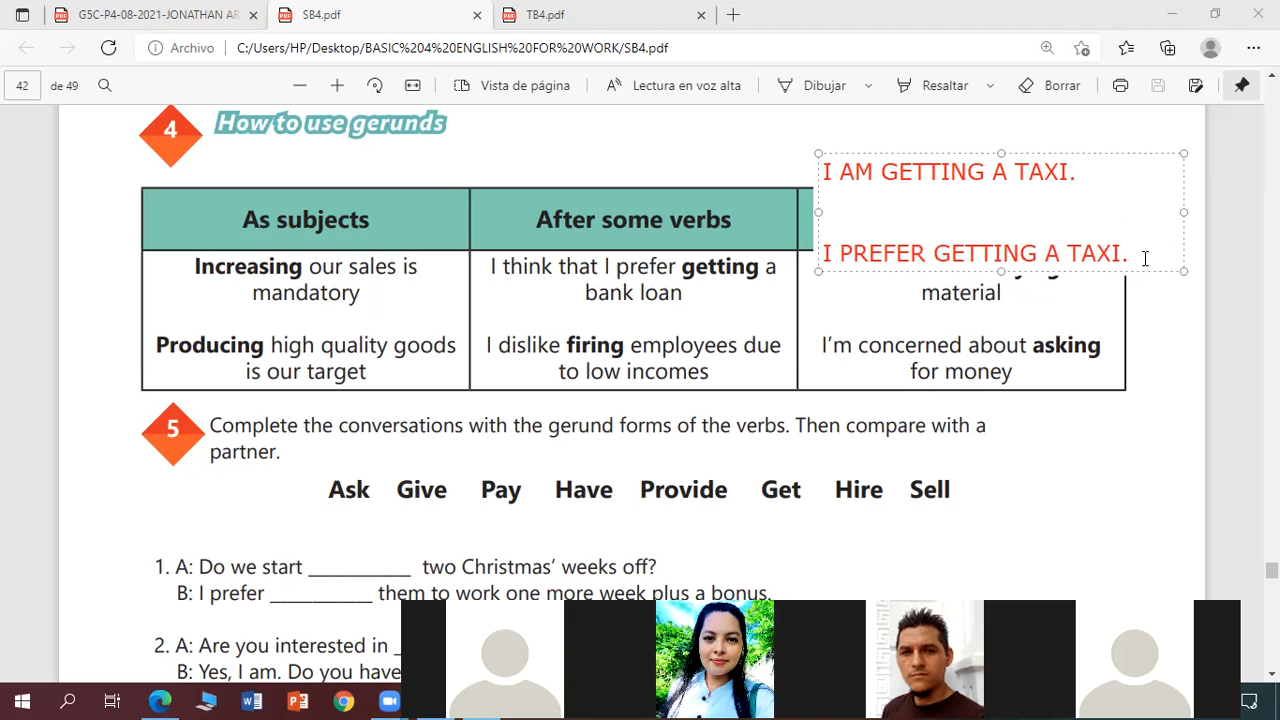 G5C-P4-08-2021-JONATHAN AR
SB4.pdf
TB4.pdf
Archivo
C:/Users/HP/Desktop/BASIC%204%20ENGLISH%20FOR%20WORK/SB4.pdf
42 de 49
Vista de página
Lectura en voz alta
Dibujar
Resaltar
Borrar
4 How to use gerunds
I AM GETTING A TAXI.
I PREFER GETTING A TAXI.
As subjects
After some verbs
Increasing our sales is
mandatory
Producing high quality goods
is our target
I think that I prefer getting a
bank loan
I dislike firing employees due
to low incomes
material
I'm concerned about asking
for money
5 Complete the conversations with the gerund forms of the verbs. Then compare with a
partner.
Ask Give Pay Have Provide Get Hire Sell
1. A: Do we start ___________ two Christmas' weeks off?
B: I prefer ___________ them to work one more week plus a bonus.
2. A: Are you interested in _
B: Yes, I am. Do you have